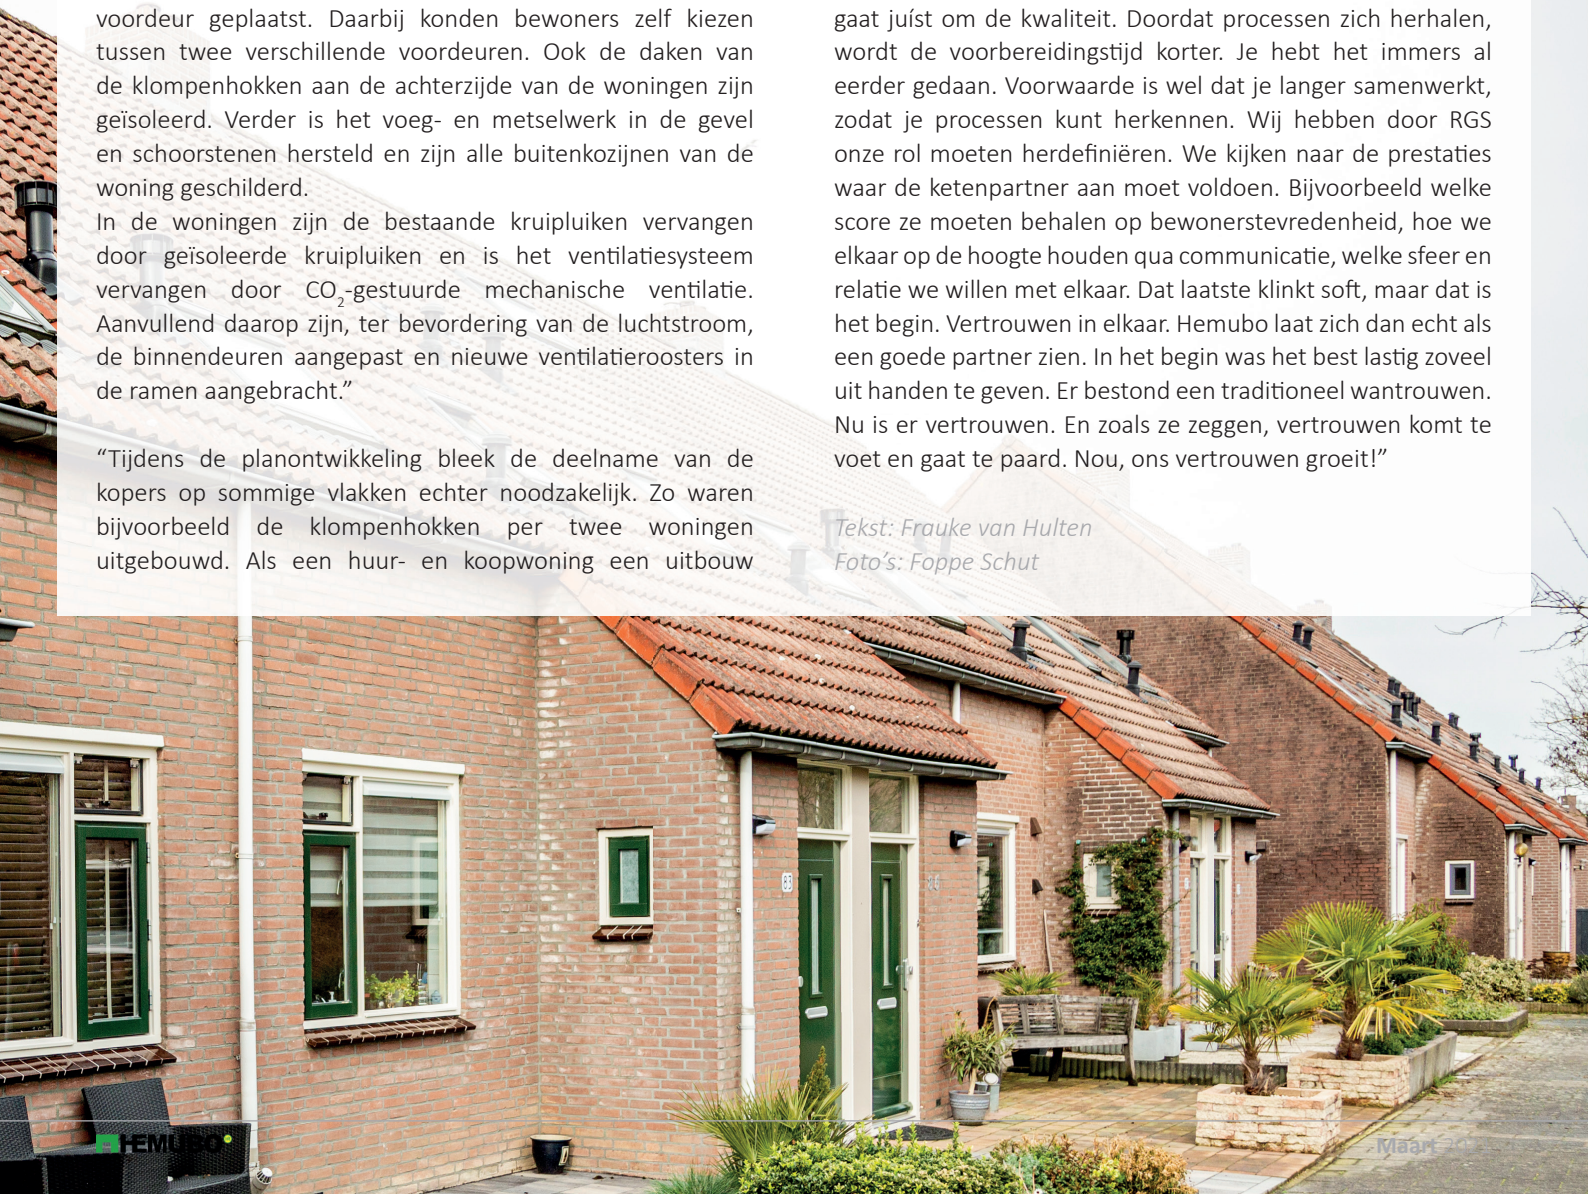 voordeur geplaatst. Daarbij konden bewoners zelf kiezen
tussen twee verschillende voordeuren. Ook de daken van
de klompenhokken aan de achterzijde van de woningen zijn
geïsoleerd. Verder is het voeg- en metselwerk in de gevel
en schoorstenen hersteld en zijn alle buitenkozijnen van de
woning geschilderd.
In de woningen zijn de bestaande kruipluiken vervangen
door geïsoleerde kruipluiken en is het ventilatiesysteem
vervangen door CO₂-gestuurde mechanische ventilatie.
Aanvullend daarop zijn, ter bevordering van de luchtstroom,
de binnendeuren aangepast en nieuwe ventilatieroosters in
de ramen aangebracht.”
“Tijdens de planontwikkeling bleek de deelname van de
kopers op sommige vlakken echter noodzakelijk. Zo waren
bijvoorbeeld de klompenhokken per twee woningen
uitgebouwd. Als een huur- en koopwoning een uitbouw
gaat juíst om de kwaliteit. Doordat processen zich herhalen,
wordt de voorbereidingstijd korter. Je hebt het immers al
eerder gedaan. Voorwaarde is wel dat je langer samenwerkt,
zodat je processen kunt herkennen. Wij hebben door RGS
onze rol moeten herdefiniëren. We kijken naar de prestaties
waar de ketenpartner aan moet voldoen. Bijvoorbeeld welke
score ze moeten behalen op bewonerstevredenheid, hoe we
elkaar op de hoogte houden qua communicatie, welke sfeer en
relatie we willen met elkaar. Dat laatste klinkt soft, maar dat is
het begin. Vertrouwen in elkaar. Hemubo laat zich dan echt als
een goede partner zien. In het begin was het best lastig zoveel
uit handen te geven. Er bestond een traditioneel wantrouwen.
Nu is er vertrouwen. En zoals ze zeggen, vertrouwen komt te
voet en gaat te paard. Nou, ons vertrouwen groeit!”
Tekst: Frauke van Hulten
Foto’s: Foppe Schut
83
HEMUBO
Maart